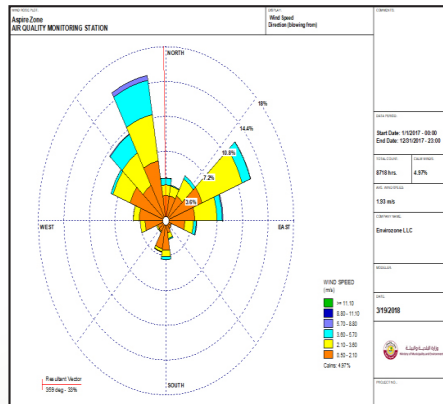 WIND ROSE PLOT:
Aspire Zone
AIR QUALITY MONITORING STATION
DISPLAY:
Wind Speed
Direction (blowing from)
COMMENTS:
NORTH
18%
14.4%
10.8%
7.2%
3.6%
WEST
EAST
SOUTH
WIND SPEED
(m/s)
>= 11.10
8.80 - 11.10
5.70 - 8.80
3.60 - 5.70
2.10 - 3.60
0.50 - 2.10
Calms: 4.97%
Resultant Vector
359 deg - 39%
DATA PERIOD:
Start Date: 1/1/2017 - 00:00
End Date: 12/31/2017 - 23:00
TOTAL COUNT:
8718 hrs.
CALM WINDS:
4.97%
AVG. WIND SPEED:
1.93 m/s
COMPANY NAME:
Envirozone LLC
MODELER:
DATE:
3/19/2018
PROJECT NO.: